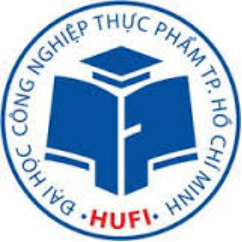 ĐẠI HỌC CÔNG NGHIỆP THỰC PHẨM TP. HỒ CHÍ MINH
• HUFI •